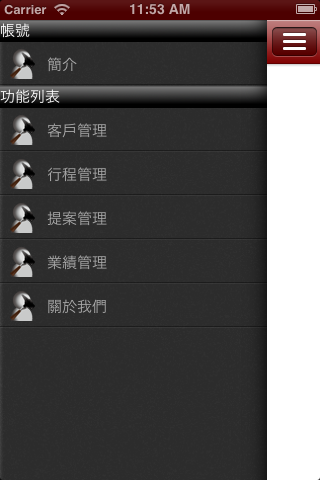 Carrier 11:53 AM
帳號
簡介
功能列表
客戶管理
行程管理
提案管理
業績管理
關於我們